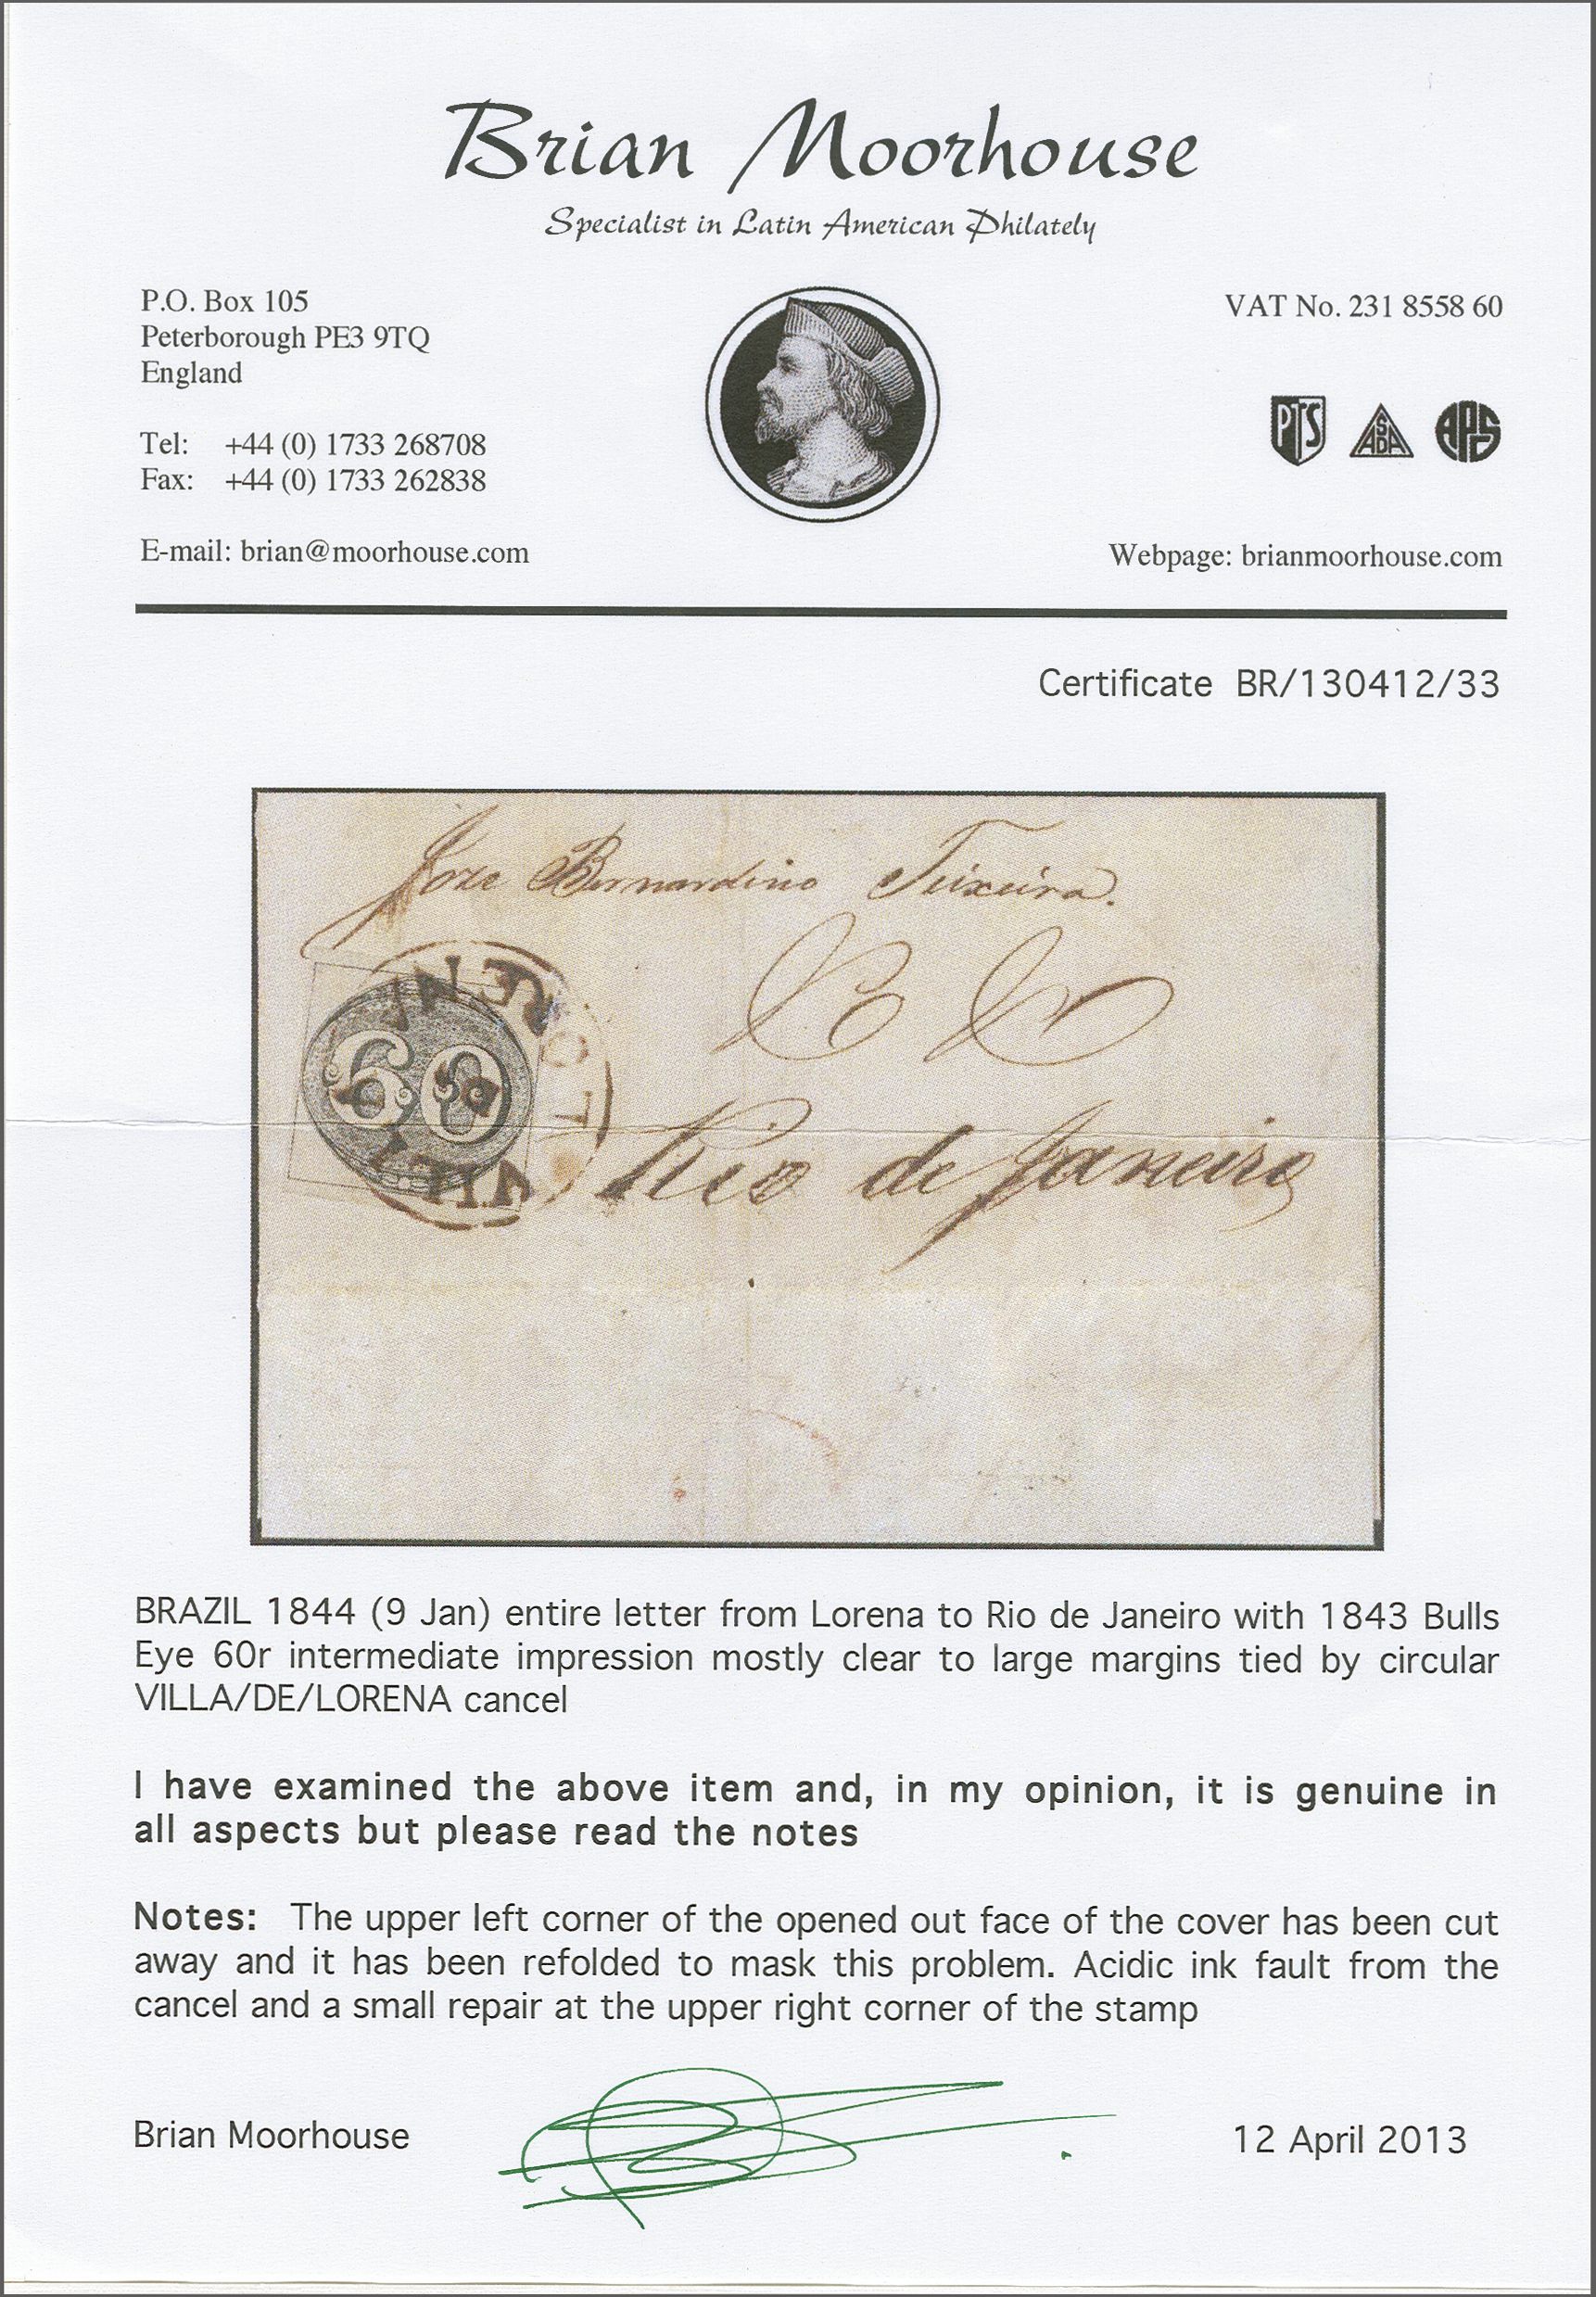 Brian Moorhouse
Specialist in Latin American Philately
P.O. Box 105
Peterborough PE3 9TQ
England
Tel: +44 (0) 1733 268708
Fax: +44 (0) 1733 262838
E-mail: brian@moorhouse.com
VAT No. 231 8558 60
PTS ASDA APS
Webpage: brianmoorhouse.com
Certificate BR/130412/33
Joze Bernardino Teixeira.
60
Rio de Janeiro
BRAZIL 1844 (9 Jan) entire letter from Lorena to Rio de Janeiro with 1843 Bulls
Eye 60r intermediate impression mostly clear to large margins tied by circular
VILLA/DE/LORENA cancel
I have examined the above item and, in my opinion, it is genuine in
all aspects but please read the notes
Notes: The upper left corner of the opened out face of the cover has been cut
away and it has been refolded to mask this problem. Acidic ink fault from the
cancel and a small repair at the upper right corner of the stamp
Brian Moorhouse
12 April 2013